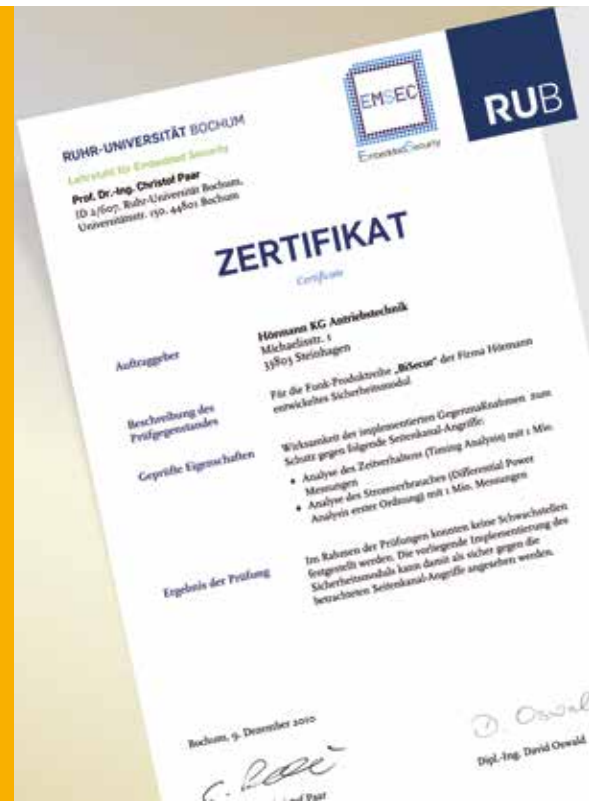 RUHR-UNIVERSITÄT BOCHUM
Lehrstuhl für Embedded Security
Prof. Dr.-Ing. Christof Paar
ID 2/607, Ruhr-Universität Bochum,
Universitätsstr. 150, 44801 Bochum
EMSEC
EmbeddedSecurity
RUB
ZERTIFIKAT
Certificate
Auftraggeber
Hörmann KG Antriebstechnik
Michaelisstr. 1
33803 Steinhagen
Beschreibung des
Prüfgegenstandes
Für die Funk-Produktreihe „BiSecur“ der Firma Hörmann
entwickeltes Sicherheitsmodul
Geprüfte Eigenschaften
Wirksamkeit des implementierten Gegenmaßnahmen zum
Schutz gegen folgende Seitenkanal-Angriffe:
• Analyse des Zeitverhaltens (Timing Analysis) mit 1 Mio.
Messungen
• Analyse des Stromverbrauches (Differential Power
Analysis erster Ordnung) mit 1 Mio. Messungen
Ergebnis der Prüfung
Im Rahmen der Prüfungen konnten keine Schwachstellen
festgestellt werden. Die vorliegende Implementierung des
Sicherheitsmoduls kann damit als sicher gegen die
betrachteten Seitenkanal-Angriffe angesehen werden.
Bochum, 9. Dezember 2010
D. Oswal
Dipl.-Ing. David Oswald
Paar